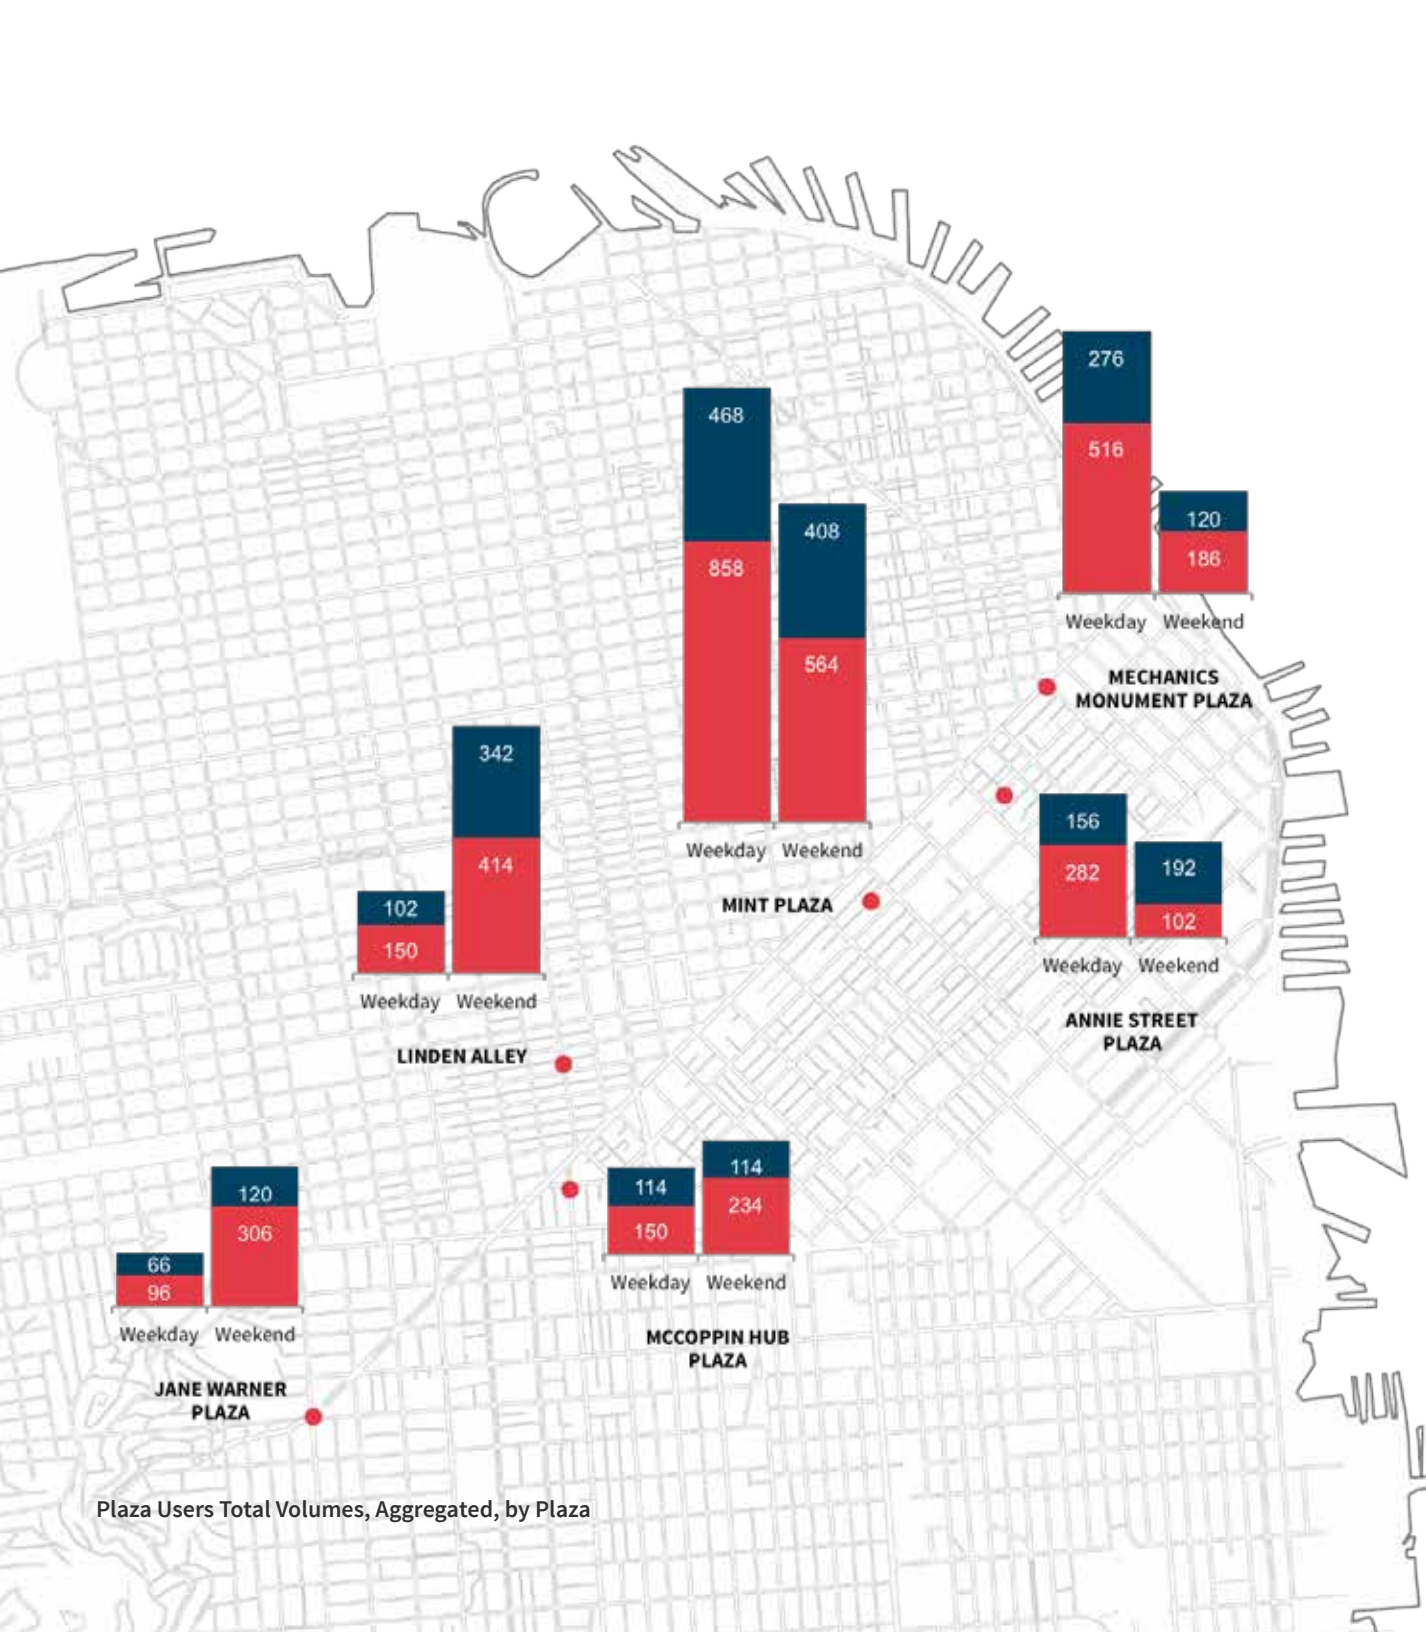 276
516
120
186
Weekday Weekend
MECHANICS
MONUMENT PLAZA
468
858
408
564
Weekday Weekend
MINT PLAZA
156
282
192
102
Weekday Weekend
ANNIE STREET
PLAZA
342
414
102
150
Weekday Weekend
LINDEN ALLEY
114
150
114
234
Weekday Weekend
MCCOPPIN HUB
PLAZA
120
306
66
96
Weekday Weekend
JANE WARNER
PLAZA
Plaza Users Total Volumes, Aggregated, by Plaza